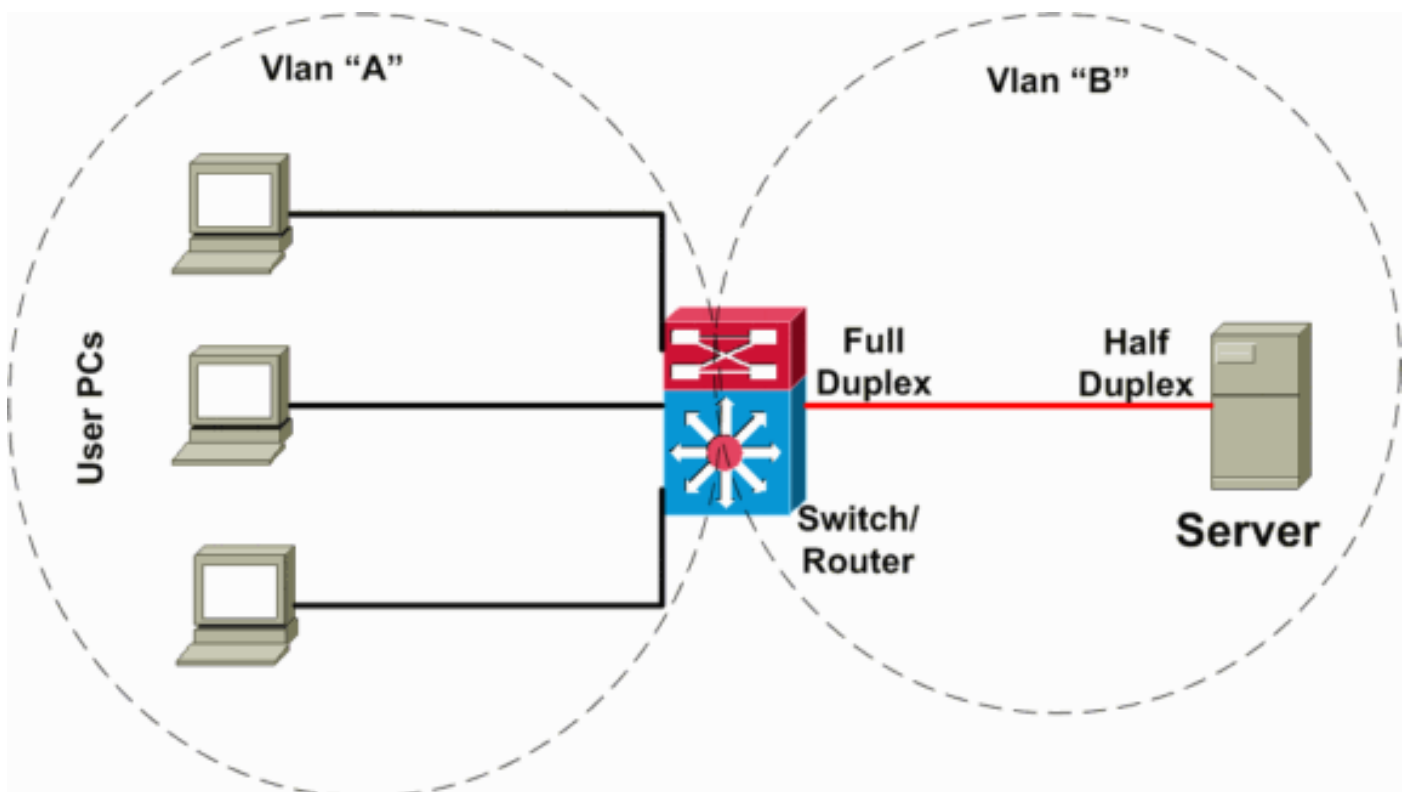 Vlan “A”
Vlan “B”
User PCs
Full
Duplex
Half
Duplex
Switch/
Router
Server